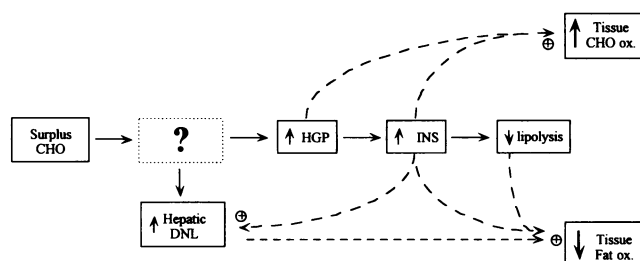 ↑ Tissue
CHO ox.
⊕
Surplus
CHO
?
↑ HGP
↑ INS
↓ lipolysis
↑ Hepatic
DNL
⊕
⊕
↓ Tissue
Fat ox.